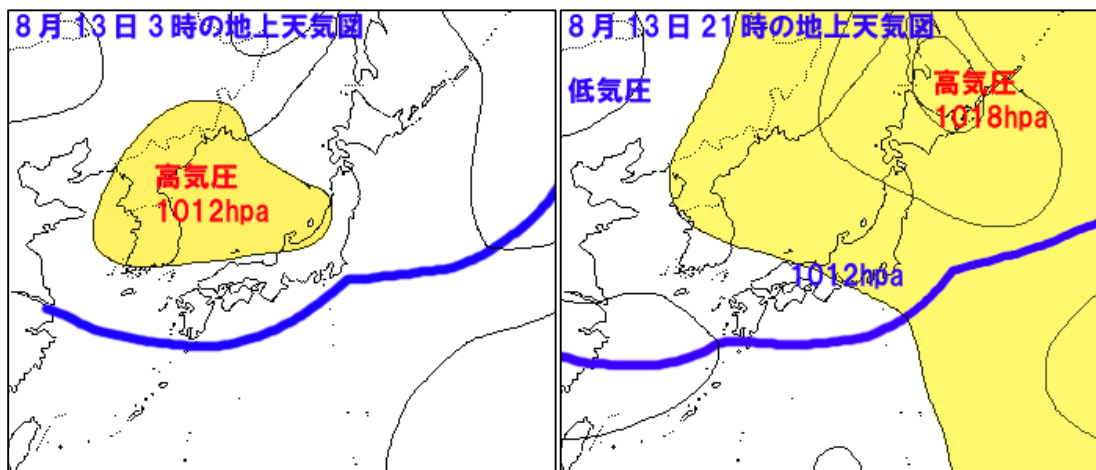 8月13日3時の地上天気図
高気圧
1012hpa
8月13日21時の地上天気図
低気圧
高気圧
1018hpa
1012hpa